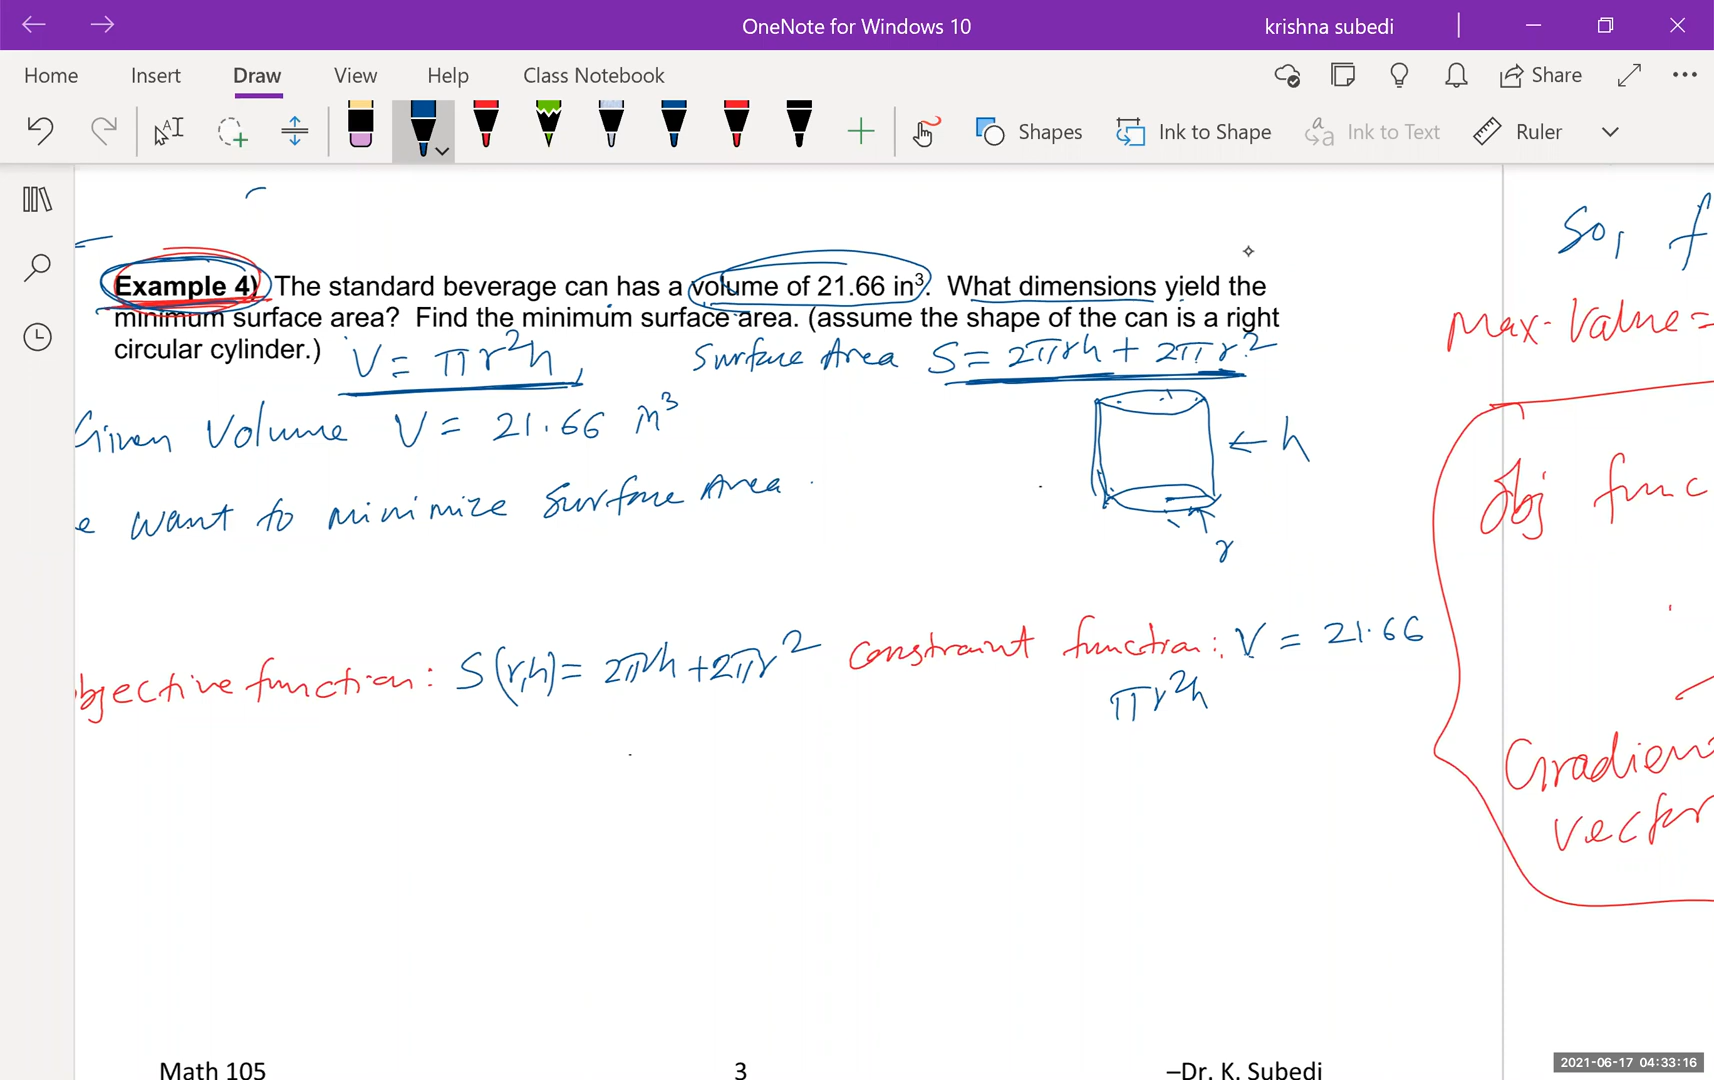 OneNote for Windows 10
krishna subedi
Home Insert Draw View Help Class Notebook
Share
Shapes Ink to Shape Ink to Text Ruler
So, f
Example 4) The standard beverage can has a volume of 21.66 in³. What dimensions yield the
minimum surface area? Find the minimum surface area. (assume the shape of the can is a right
circular cylinder.)
V = πr²h, Surface Area S = 2πrh + 2πr²
Max. Value =
Given Volume V = 21.66 in³
h
e want to minimize Surface Area
r
Obj func
bjective function: S(r,h) = 2πrh + 2πr² Constraint function: V = 21.66
πr²h
Gradien
vector
Math 105 3 –Dr. K. Subedi
2021-06-17 04:33:16